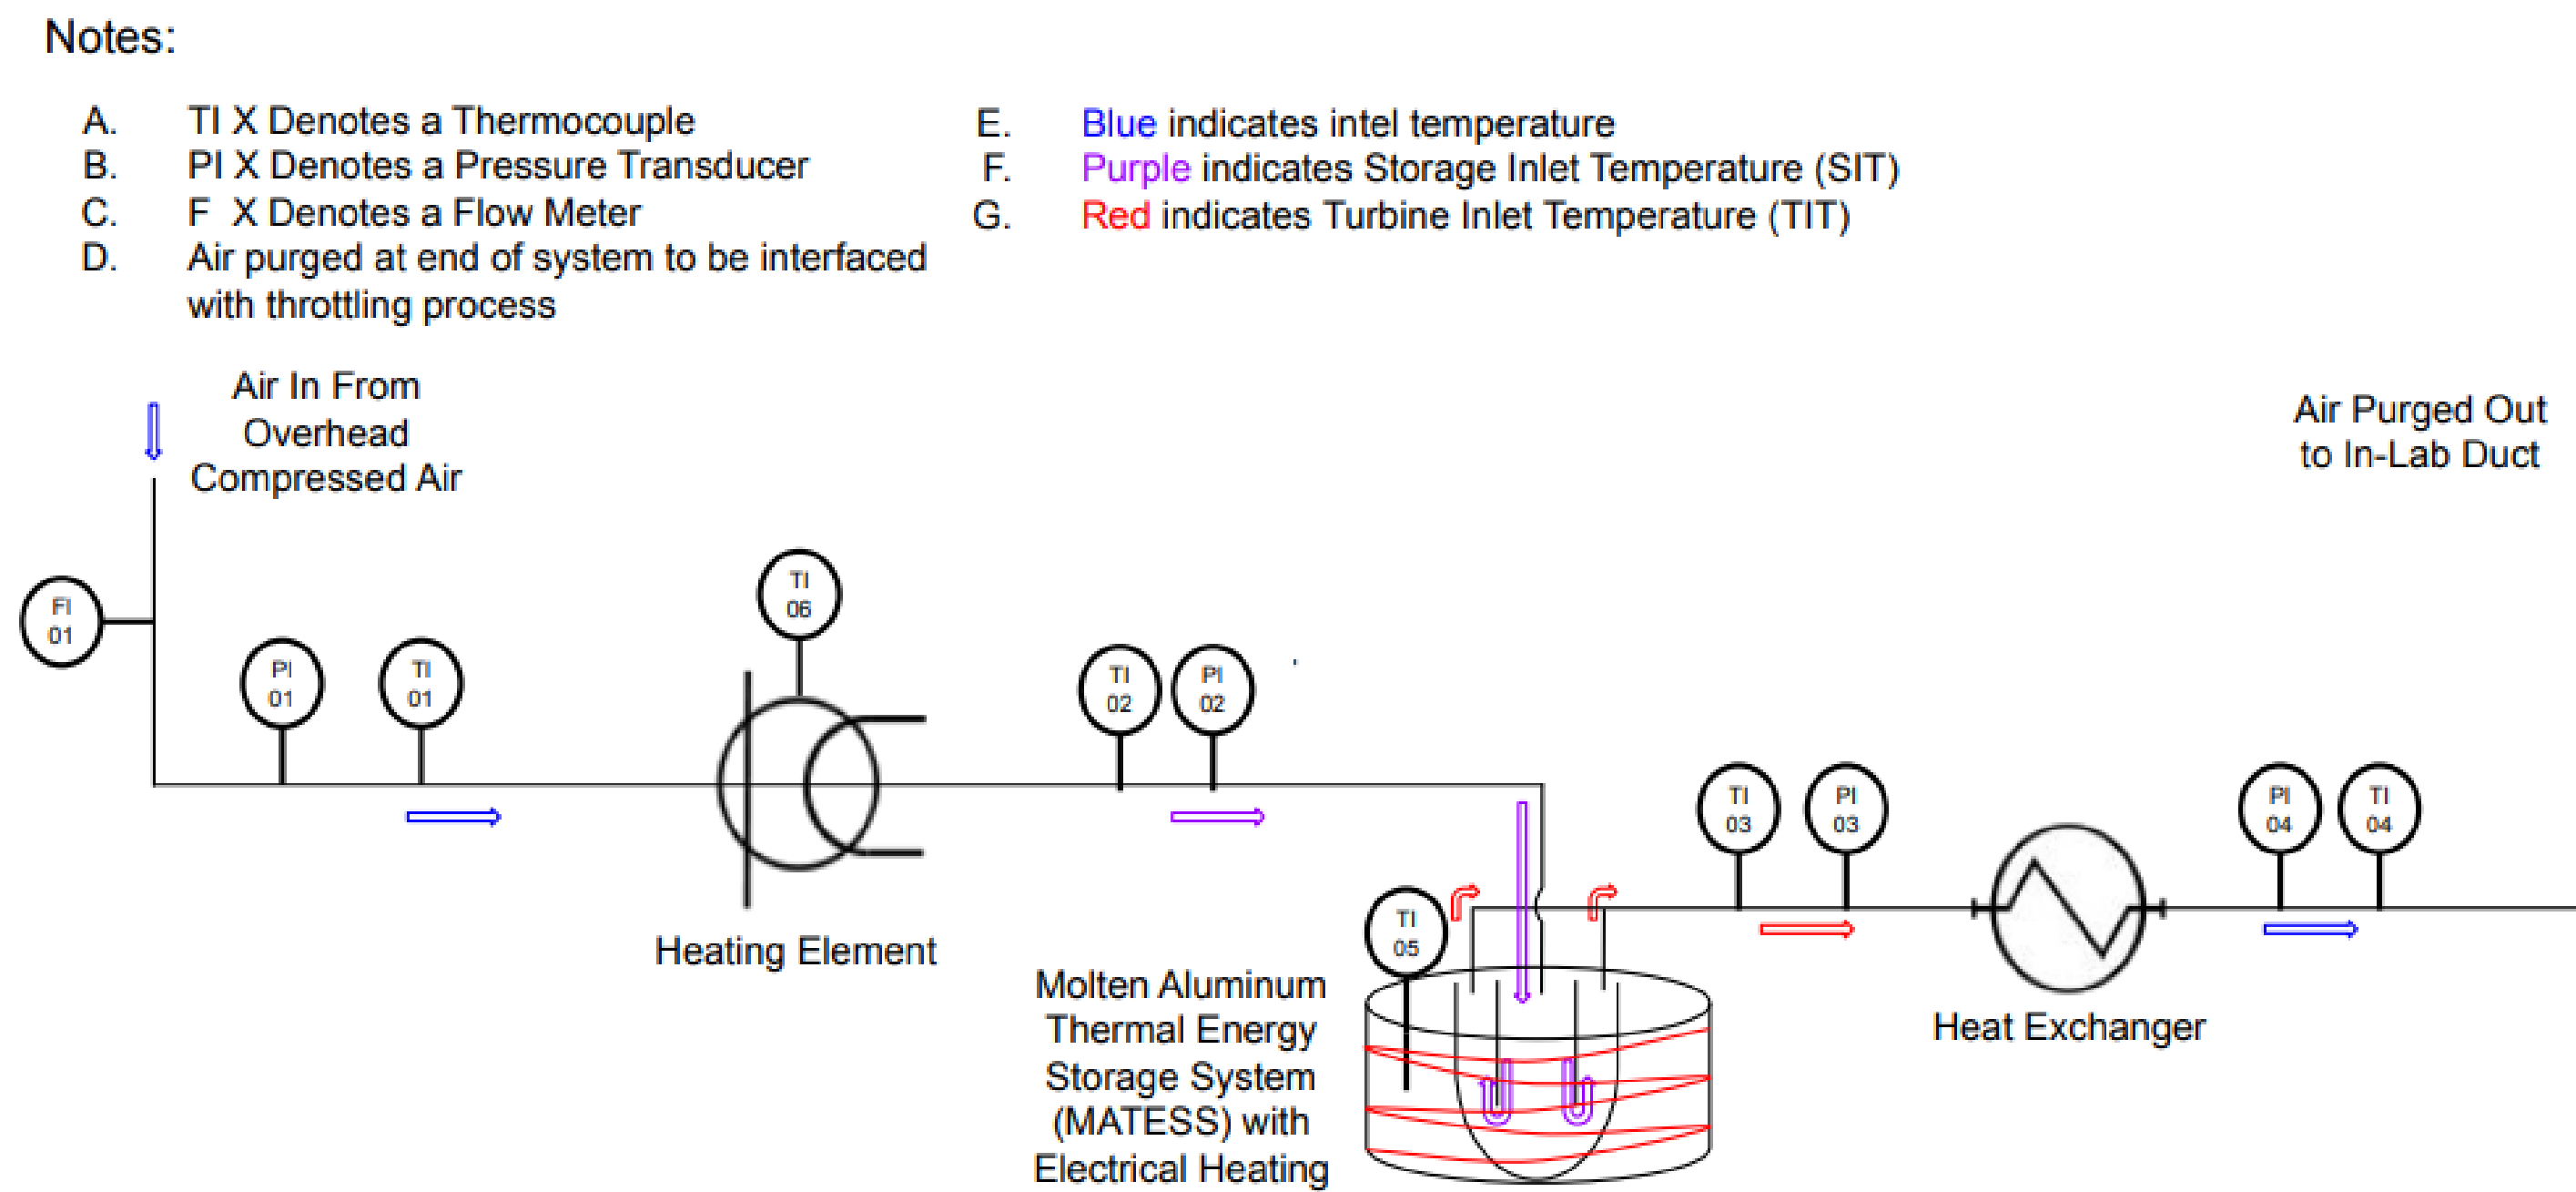 Notes:
A. TI X Denotes a Thermocouple
B. PI X Denotes a Pressure Transducer
C. F X Denotes a Flow Meter
D. Air purged at end of system to be interfaced
with throttling process
E. Blue indicates intel temperature
F. Purple indicates Storage Inlet Temperature (SIT)
G. Red indicates Turbine Inlet Temperature (TIT)
Air In From
Overhead
Compressed Air
Air Purged Out
to In-Lab Duct
FI
01
PI
01
TI
01
TI
06
Heating Element
TI
02
PI
02
TI
05
Molten Aluminum
Thermal Energy
Storage System
(MATESS) with
Electrical Heating
TI
03
PI
03
Heat Exchanger
PI
04
TI
04